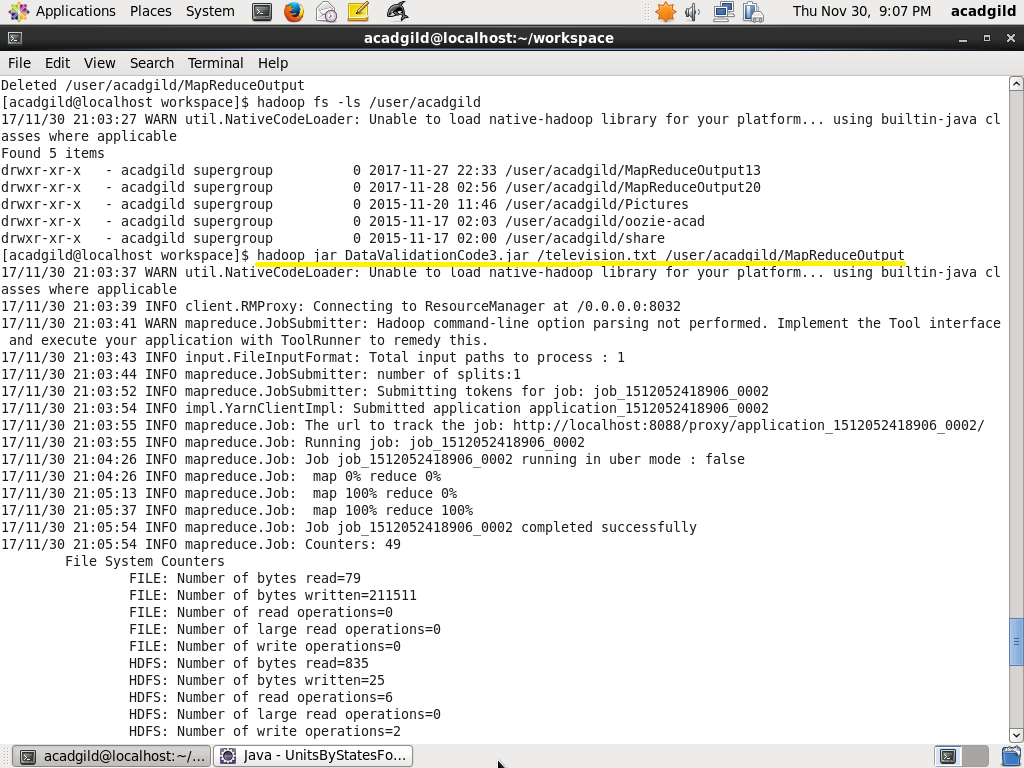 Applications Places System Thu Nov 30, 9:07 PM acadgild
acadgild@localhost:~/workspace
File Edit View Search Terminal Help
Deleted /user/acadgild/MapReduceOutput
[acadgild@localhost workspace]$ hadoop fs -ls /user/acadgild
17/11/30 21:03:27 WARN util.NativeCodeLoader: Unable to load native-hadoop library for your platform... using builtin-java cl
asses where applicable
Found 5 items
drwxr-xr-x   - acadgild supergroup          0 2017-11-27 22:33 /user/acadgild/MapReduceOutput13
drwxr-xr-x   - acadgild supergroup          0 2017-11-28 02:56 /user/acadgild/MapReduceOutput20
drwxr-xr-x   - acadgild supergroup          0 2015-11-20 11:46 /user/acadgild/Pictures
drwxr-xr-x   - acadgild supergroup          0 2015-11-17 02:03 /user/acadgild/oozie-acad
drwxr-xr-x   - acadgild supergroup          0 2015-11-17 02:00 /user/acadgild/share
[acadgild@localhost workspace]$ hadoop jar DataValidationCode3.jar /television.txt /user/acadgild/MapReduceOutput
17/11/30 21:03:37 WARN util.NativeCodeLoader: Unable to load native-hadoop library for your platform... using builtin-java cl
asses where applicable
17/11/30 21:03:39 INFO client.RMProxy: Connecting to ResourceManager at /0.0.0.0:8032
17/11/30 21:03:41 WARN mapreduce.JobSubmitter: Hadoop command-line option parsing not performed. Implement the Tool interface
 and execute your application with ToolRunner to remedy this.
17/11/30 21:03:43 INFO input.FileInputFormat: Total input paths to process : 1
17/11/30 21:03:44 INFO mapreduce.JobSubmitter: number of splits:1
17/11/30 21:03:52 INFO mapreduce.JobSubmitter: Submitting tokens for job: job_1512052418906_0002
17/11/30 21:03:54 INFO impl.YarnClientImpl: Submitted application application_1512052418906_0002
17/11/30 21:03:55 INFO mapreduce.Job: The url to track the job: http://localhost:8088/proxy/application_1512052418906_0002/
17/11/30 21:03:55 INFO mapreduce.Job: Running job: job_1512052418906_0002
17/11/30 21:04:26 INFO mapreduce.Job: Job job_1512052418906_0002 running in uber mode : false
17/11/30 21:04:26 INFO mapreduce.Job:  map 0% reduce 0%
17/11/30 21:05:13 INFO mapreduce.Job:  map 100% reduce 0%
17/11/30 21:05:37 INFO mapreduce.Job:  map 100% reduce 100%
17/11/30 21:05:54 INFO mapreduce.Job: Job job_1512052418906_0002 completed successfully
17/11/30 21:05:54 INFO mapreduce.Job: Counters: 49
        File System Counters
                FILE: Number of bytes read=79
                FILE: Number of bytes written=211511
                FILE: Number of read operations=0
                FILE: Number of large read operations=0
                FILE: Number of write operations=0
                HDFS: Number of bytes read=835
                HDFS: Number of bytes written=25
                HDFS: Number of read operations=6
                HDFS: Number of large read operations=0
                HDFS: Number of write operations=2
acadgild@localhost:~/... Java - UnitsByStatesFo...